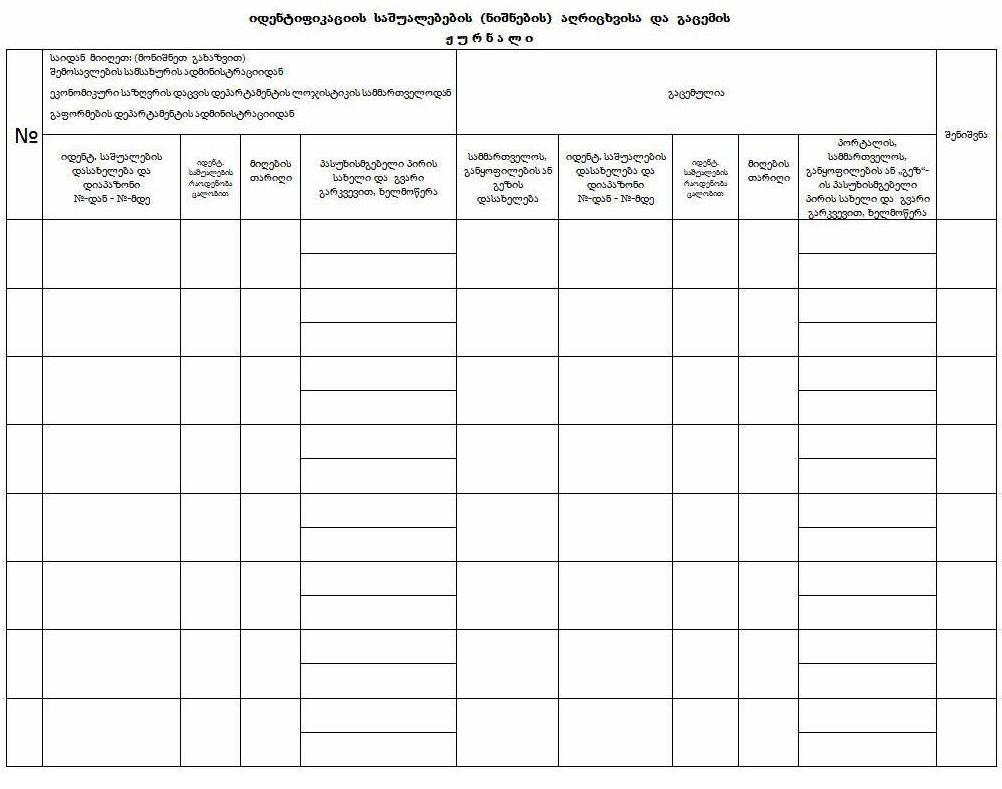 იდენტიფიკაციის საშუალებების (ნიშნების) აღრიცხვისა და გაცემის
ჟ უ რ ნ ა ლ ი
№
საიდან მიიღეთ: (მონიშნეთ გახაზვით)
შემოსავლების სამსახურის ადმინისტრაციიდან
ეკონომიკური საზღვრის დაცვის დეპარტამენტის ლოჯისტიკის სამმართველოდან
გაფორმების დეპარტამენტის ადმინისტრაციიდან
გაცემულია
შენიშვნა
იდენტ. საშუალების
დასახელება და
დიაპაზონი
№-დან - №-მდე
იდენტ.
საშუალების
რაოდენობა
ცალობით
მიღების
თარიღი
პასუხისმგებელი პირის
სახელი და გვარი
გარკვევით, ხელმოწერა
სამმართველოს,
განყოფილების ან
გეზის
დასახელება
იდენტ. საშუალების
დასახელება და
დიაპაზონი
№-დან - №-მდე
იდენტ.
საშუალების
რაოდენობა
ცალობით
მიღების
თარიღი
პორტალის,
სამმართველოს,
განყოფილების ან „გეზ“-
ის პასუხისმგებელი
პირის სახელი და გვარი
გარკვევით, ხელმოწერა